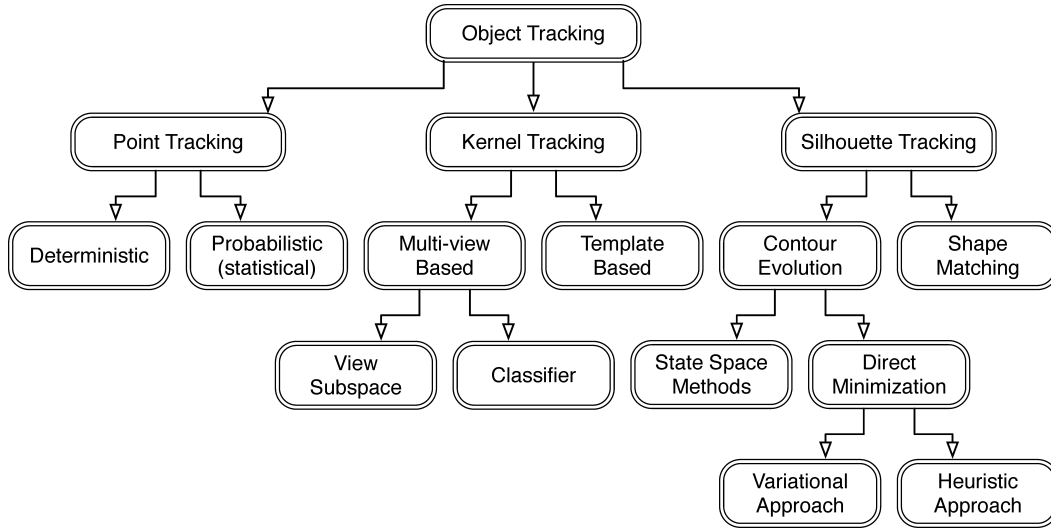 Object Tracking
Point Tracking
Kernel Tracking
Silhouette Tracking
Deterministic
Probabilistic
(statistical)
Multi-view
Based
Template
Based
Contour
Evolution
Shape
Matching
View
Subspace
Classifier
State Space
Methods
Direct
Minimization
Variational
Approach
Heuristic
Approach